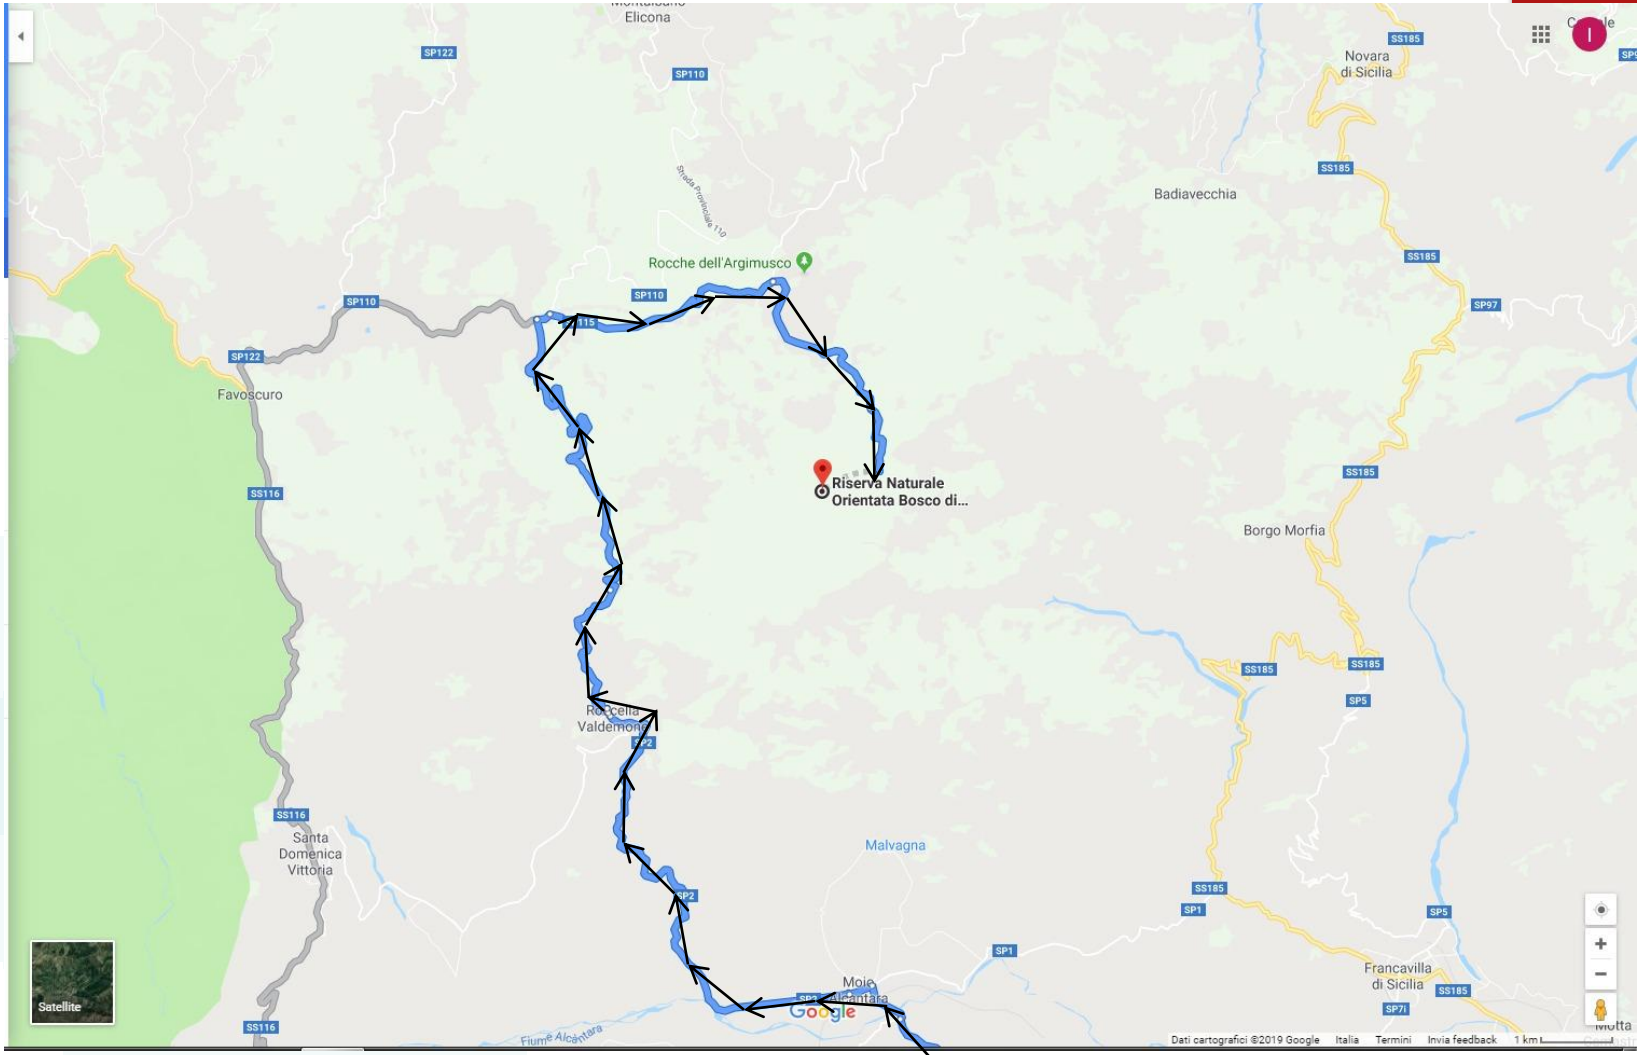 Elicona
SP122
SP110
SS185
Novara
di Sicilia
I
SS185
Badiavecchia
Strada Provinciale 110
SS185
Rocche dell'Argimusco
SP110
SP110
SP97
115
SP122
Favoscuro
SS116
SS185
Riserva Naturale
Orientata Bosco di...
Borgo Morfia
SS185
SS185
SP5
Roccella
Valdemone
SP2
SS116
Santa
Domenica
Vittoria
Malvagna
SP2
SS185
SP1
SP5
SP1
Francavilla
di Sicilia
SS185
SP7i
Moio
Alcantara
Google
Satellite
SS116
Fiume Alcantara
Motta
Dati cartografici ©2019 Google Italia Termini Invia feedback 1 km